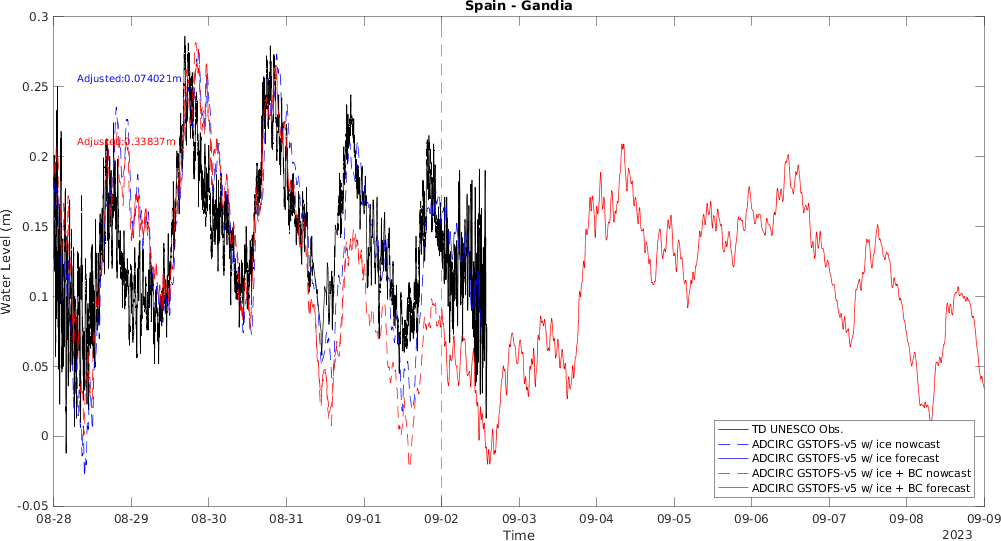 Spain - Gandia
0.3
0.25
0.2
0.15
0.1
0.05
0
-0.05
Water Level (m)
Adjusted:0.074021m
Adjusted:0.33837m
TD UNESCO Obs.
ADCIRC GSTOFS-v5 w/ ice nowcast
ADCIRC GSTOFS-v5 w/ ice forecast
ADCIRC GSTOFS-v5 w/ ice + BC nowcast
ADCIRC GSTOFS-v5 w/ ice + BC forecast
08-28 08-29 08-30 08-31 09-01 09-02 09-03 09-04 09-05 09-06 09-07 09-08 09-09
Time
2023